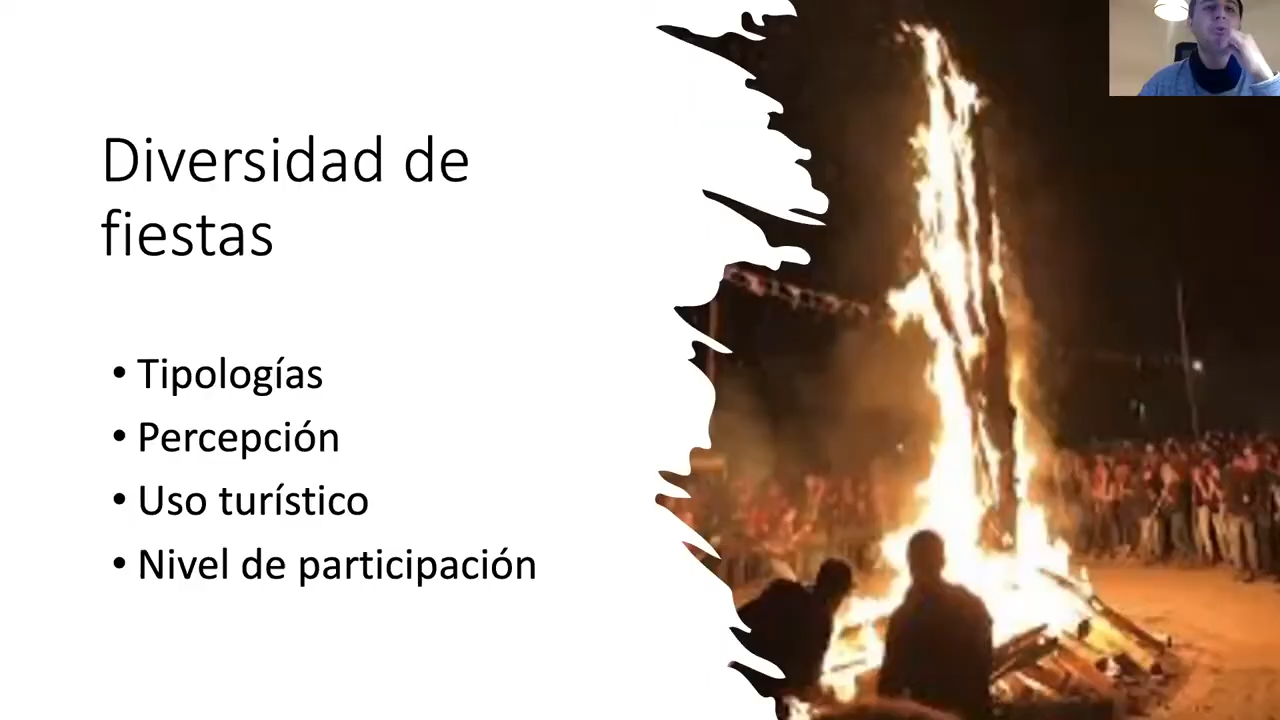 Diversidad de
fiestas
• Tipologías
• Percepción
• Uso turístico
• Nivel de participación